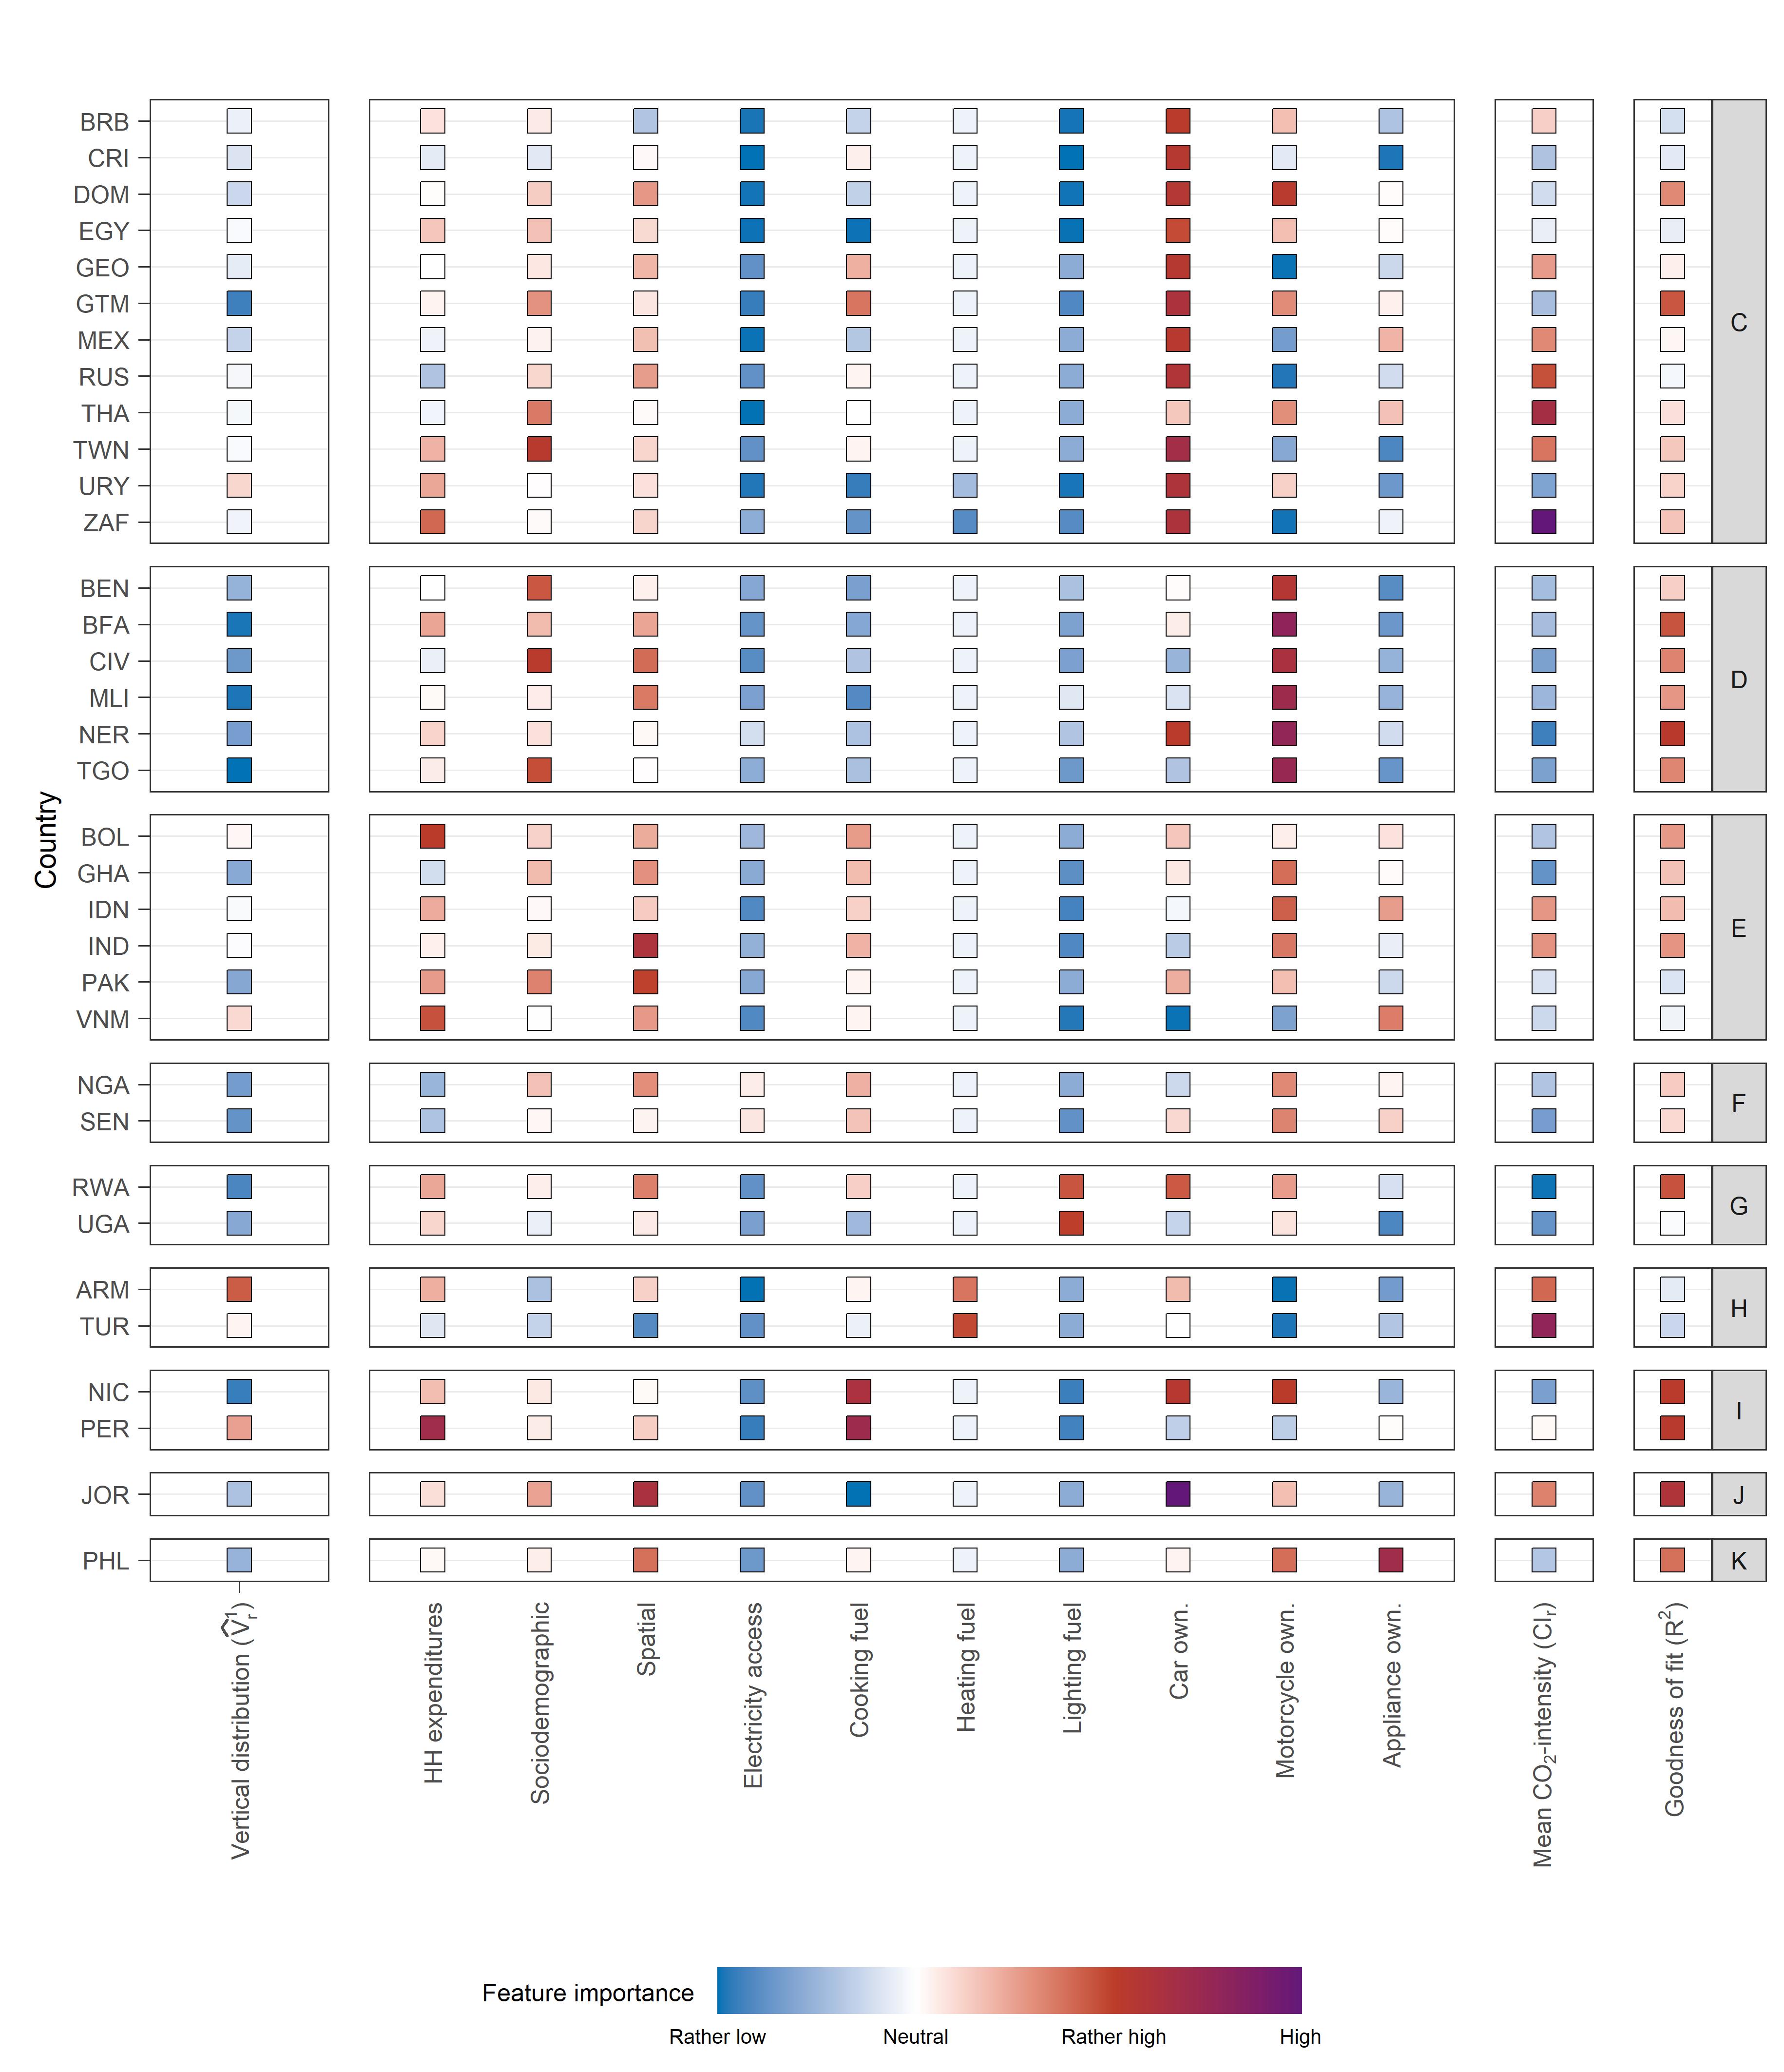 BRB
CRI
DOM
EGY
GEO
GTM
MEX
RUS
THA
TWN
URY
ZAF
C
BEN
BFA
CIV
MLI
NER
TGO
D
Country
BOL
GHA
IDN
IND
PAK
VNM
E
NGA
SEN
F
RWA
UGA
G
ARM
TUR
H
NIC
PER
I
JOR
J
PHL
K
Vertical distribution (V̂¹ᵣ)
HH expenditures
Sociodemographic
Spatial
Electricity access
Cooking fuel
Heating fuel
Lighting fuel
Car own.
Motorcycle own.
Appliance own.
Mean CO₂-intensity (CIᵣ)
Goodness of fit (R²)
Feature importance
Rather low Neutral Rather high High